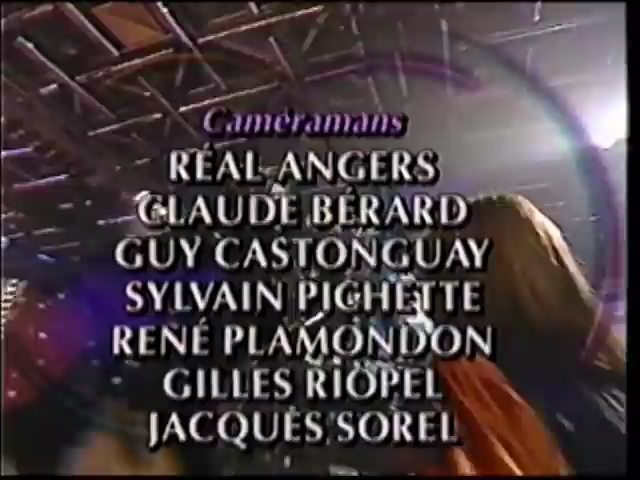 Caméramans
RÉAL ANGERS
CLAUDE BÉRARD
GUY CASTONGUAY
SYLVAIN PICHETTE
RENÉ PLAMONDON
GILLES RIOPEL
JACQUES SOREL